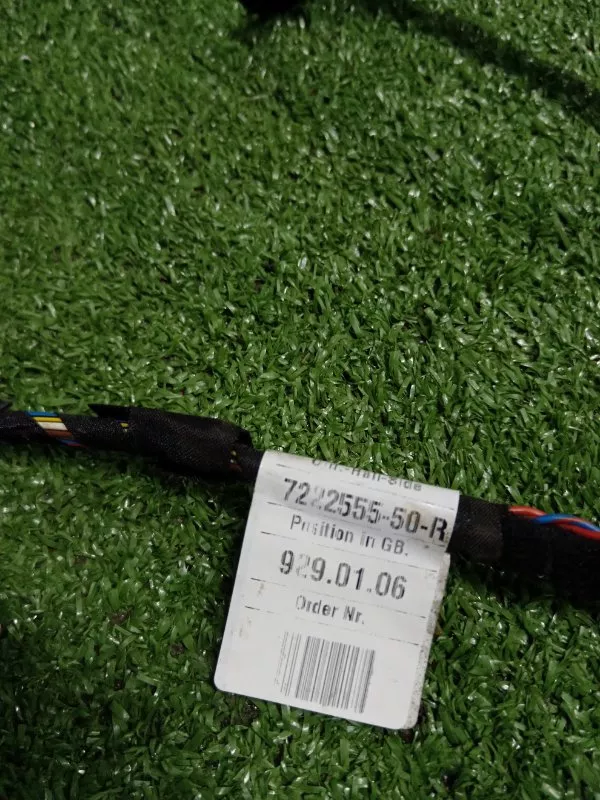 7222555-50-R
Position in GB.
929.01.06
Order Nr.